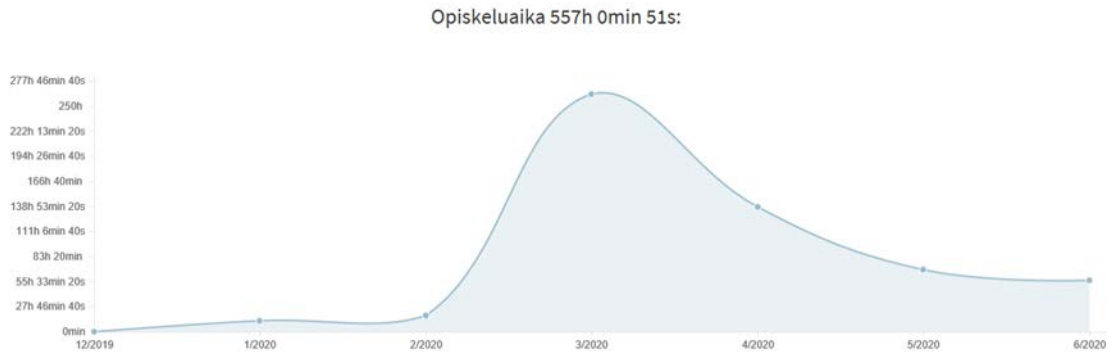 Opiskeluaika 557h 0min 51s:
277h 46min 40s
250h
222h 13min 20s
194h 26min 40s
166h 40min
138h 53min 20s
111h 6min 40s
83h 20min
55h 33min 20s
27h 46min 40s
0min
12/2019 1/2020 2/2020 3/2020 4/2020 5/2020 6/2020